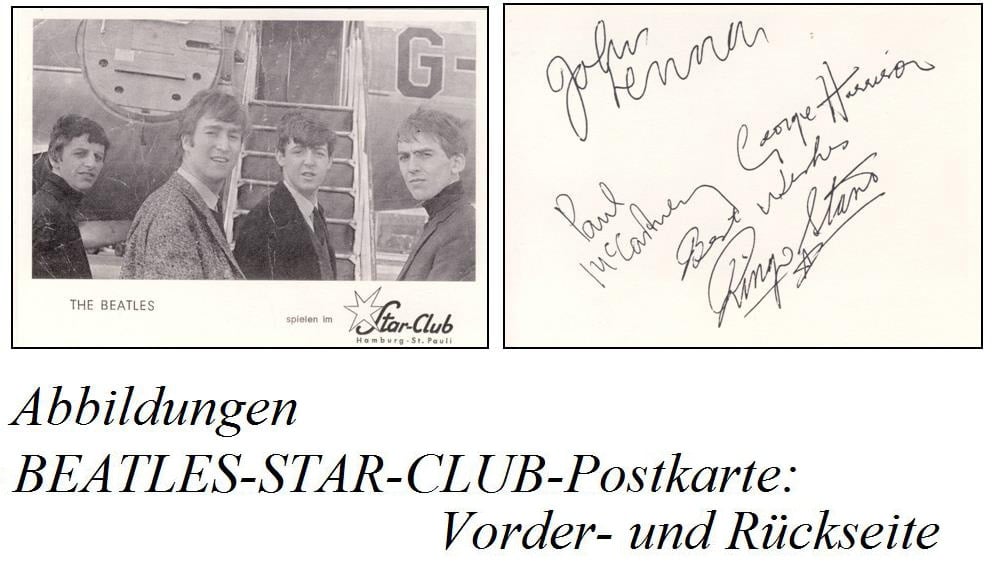 G-
THE BEATLES
spielen im Star-Club
Hamburg - St. Pauli
John
Lennon
George Harrison
Paul
McCartney
Best Wishes
Ringo Starr
Abbildungen
BEATLES-STAR-CLUB-Postkarte:
Vorder- und Rückseite